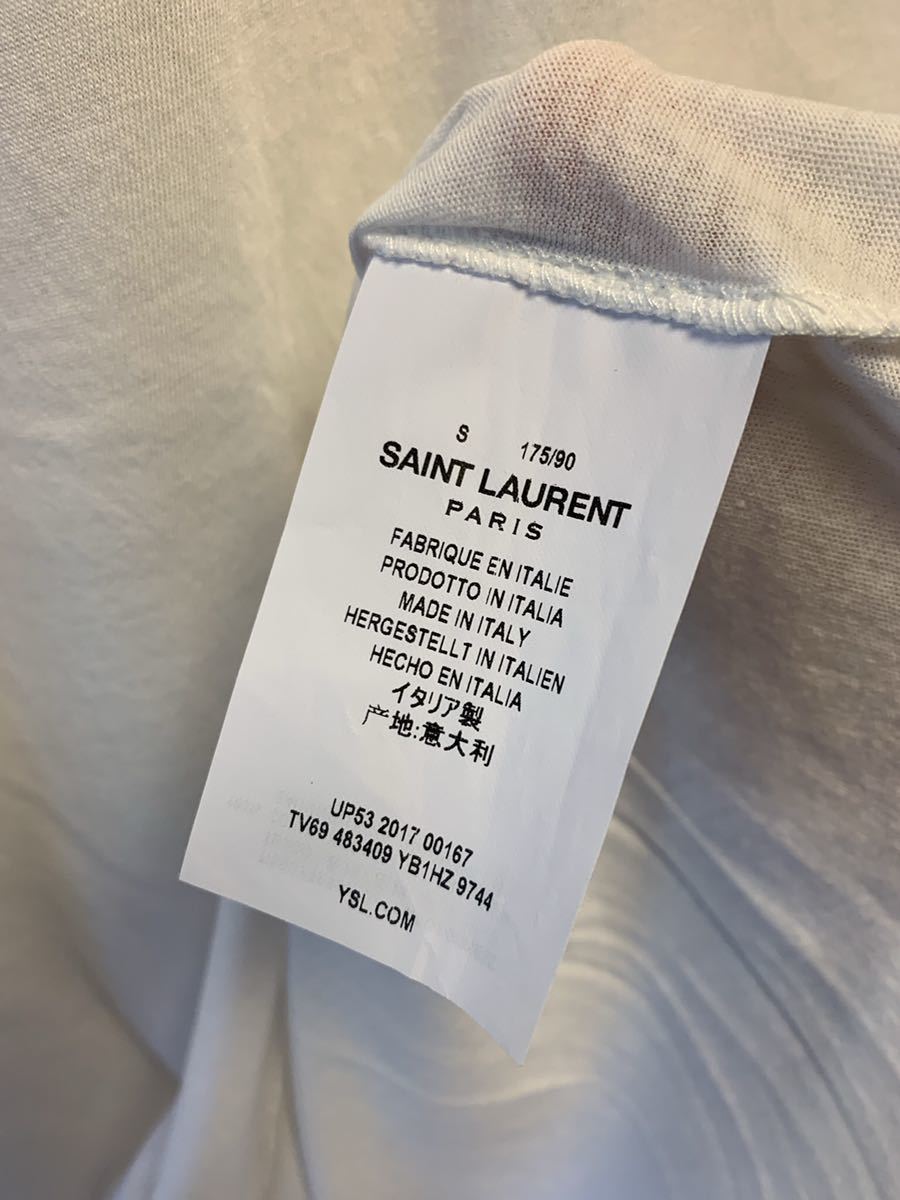 S 175/90
SAINT LAURENT
PARIS
FABRIQUE EN ITALIE
PRODOTTO IN ITALIA
MADE IN ITALY
HERGESTELLT IN ITALIEN
HECHO EN ITALIA
イタリア製
产地:意大利
UP53 2017 00167
TV69 483409 YB1HZ 9744
YSL.COM